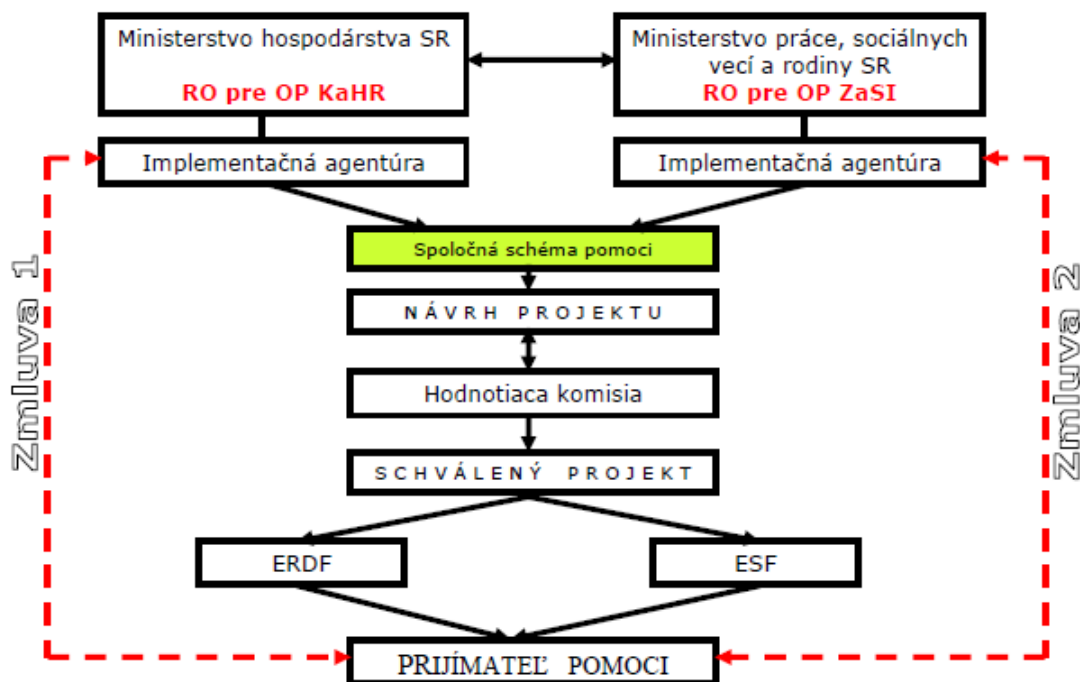 Ministerstvo hospodárstva SR
RO pre OP KaHR
Ministerstvo práce, sociálnych
vecí a rodiny SR
RO pre OP ZaSI
Implementačná agentúra
Implementačná agentúra
Spoločná schéma pomoci
NÁVRH PROJEKTU
Hodnotiaca komisia
SCHVÁLENÝ PROJEKT
ERDF
ESF
PRIJÍMATEĽ POMOCI
Zmluva 1
Zmluva 2